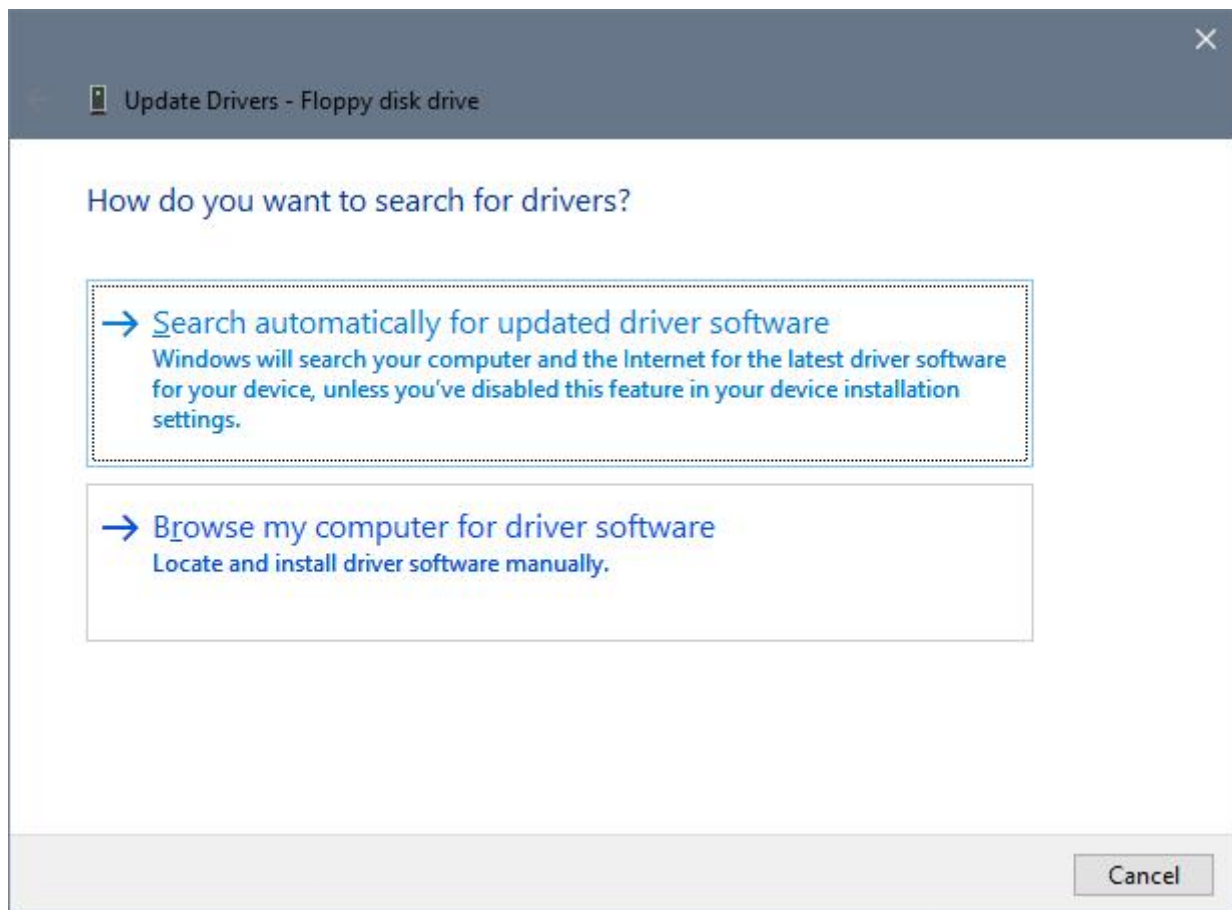 Update Drivers - Floppy disk drive
How do you want to search for drivers?
Search automatically for updated driver software
Windows will search your computer and the Internet for the latest driver software
for your device, unless you've disabled this feature in your device installation
settings.
Browse my computer for driver software
Locate and install driver software manually.
Cancel